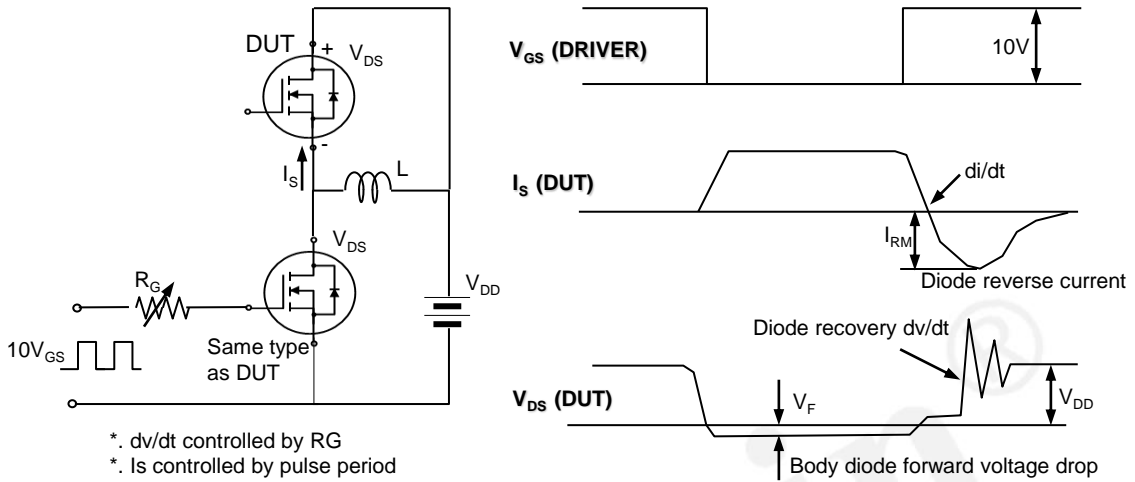 DUT
+
V_DS
-
I_S
L
V_DS
R_G
V_DD
10V_GS
Same type
as DUT
*. dv/dt controlled by RG
*. Is controlled by pulse period
V_GS (DRIVER)
10V
I_S (DUT)
di/dt
I_RM
Diode reverse current
Diode recovery dv/dt
V_DS (DUT)
V_F
V_DD
Body diode forward voltage drop